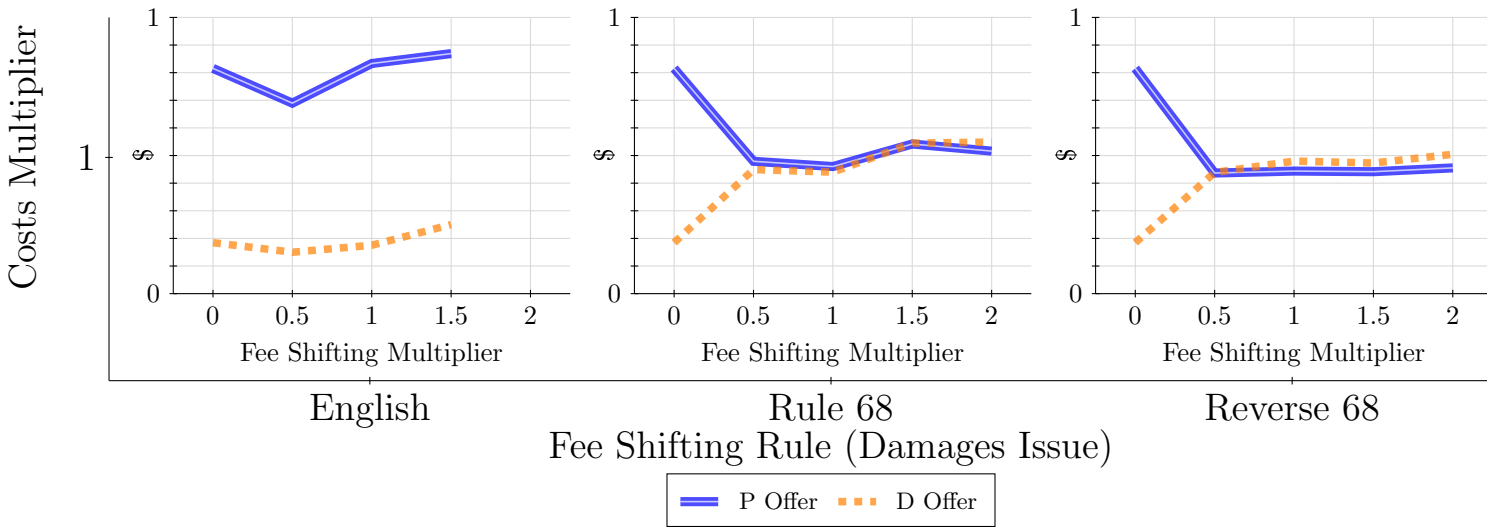 Costs Multiplier
1
1
$
0
0 0.5 1 1.5 2
Fee Shifting Multiplier
1
$
0
0 0.5 1 1.5 2
Fee Shifting Multiplier
1
$
0
0 0.5 1 1.5 2
Fee Shifting Multiplier
English Rule 68 Reverse 68
Fee Shifting Rule (Damages Issue)
P Offer D Offer